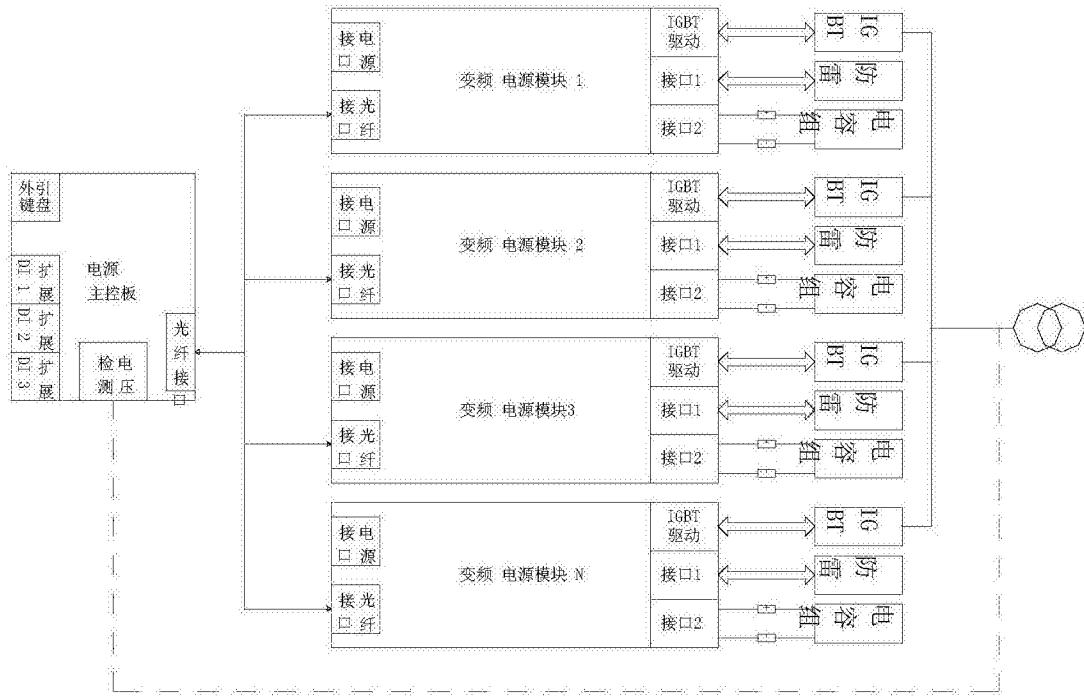 外引
键盘
DI1
扩展
DI2
扩展
DI3
扩展
电源
主控板
电压
检测
光纤接口
电源
接口
光纤
接口
变频 电源模块 1
IGBT
驱动
接口1
接口2
IG
BT
防雷
电容组
电源
接口
光纤
接口
变频 电源模块 2
IGBT
驱动
接口1
接口2
IG
BT
防雷
电容组
电源
接口
光纤
接口
变频 电源模块3
IGBT
驱动
接口1
接口2
IG
BT
防雷
电容组
电源
接口
光纤
接口
变频 电源模块 N
IGBT
驱动
接口1
接口2
IG
BT
防雷
电容组